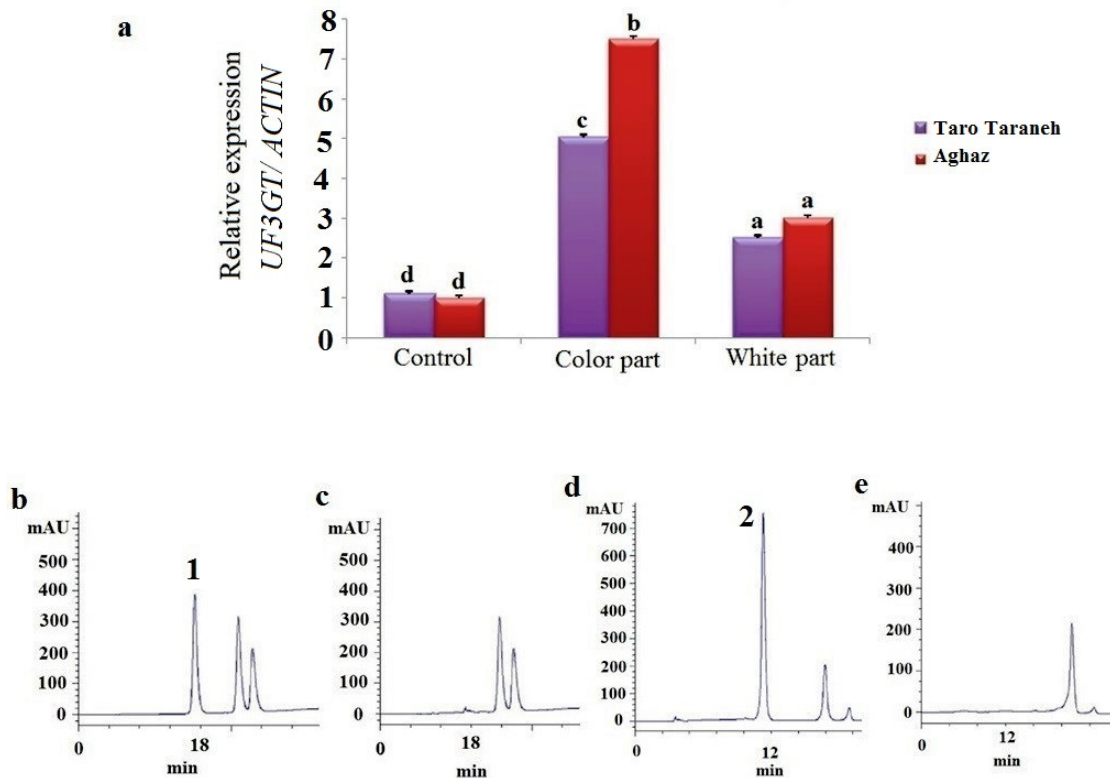 a
Relative expression
UF3GT/ ACTIN
8
7
6
5
4
3
2
1
0
d
d
c
b
a
a
Control
Color part
White part
Taro Taraneh
Aghaz
b
mAU
500
400
300
200
100
0
1
0
18
min
c
mAU
500
400
300
200
100
0
0
18
min
d
mAU
700
600
500
400
300
200
100
0
2
0
12
min
e
mAU
400
300
200
100
0
0
12
min